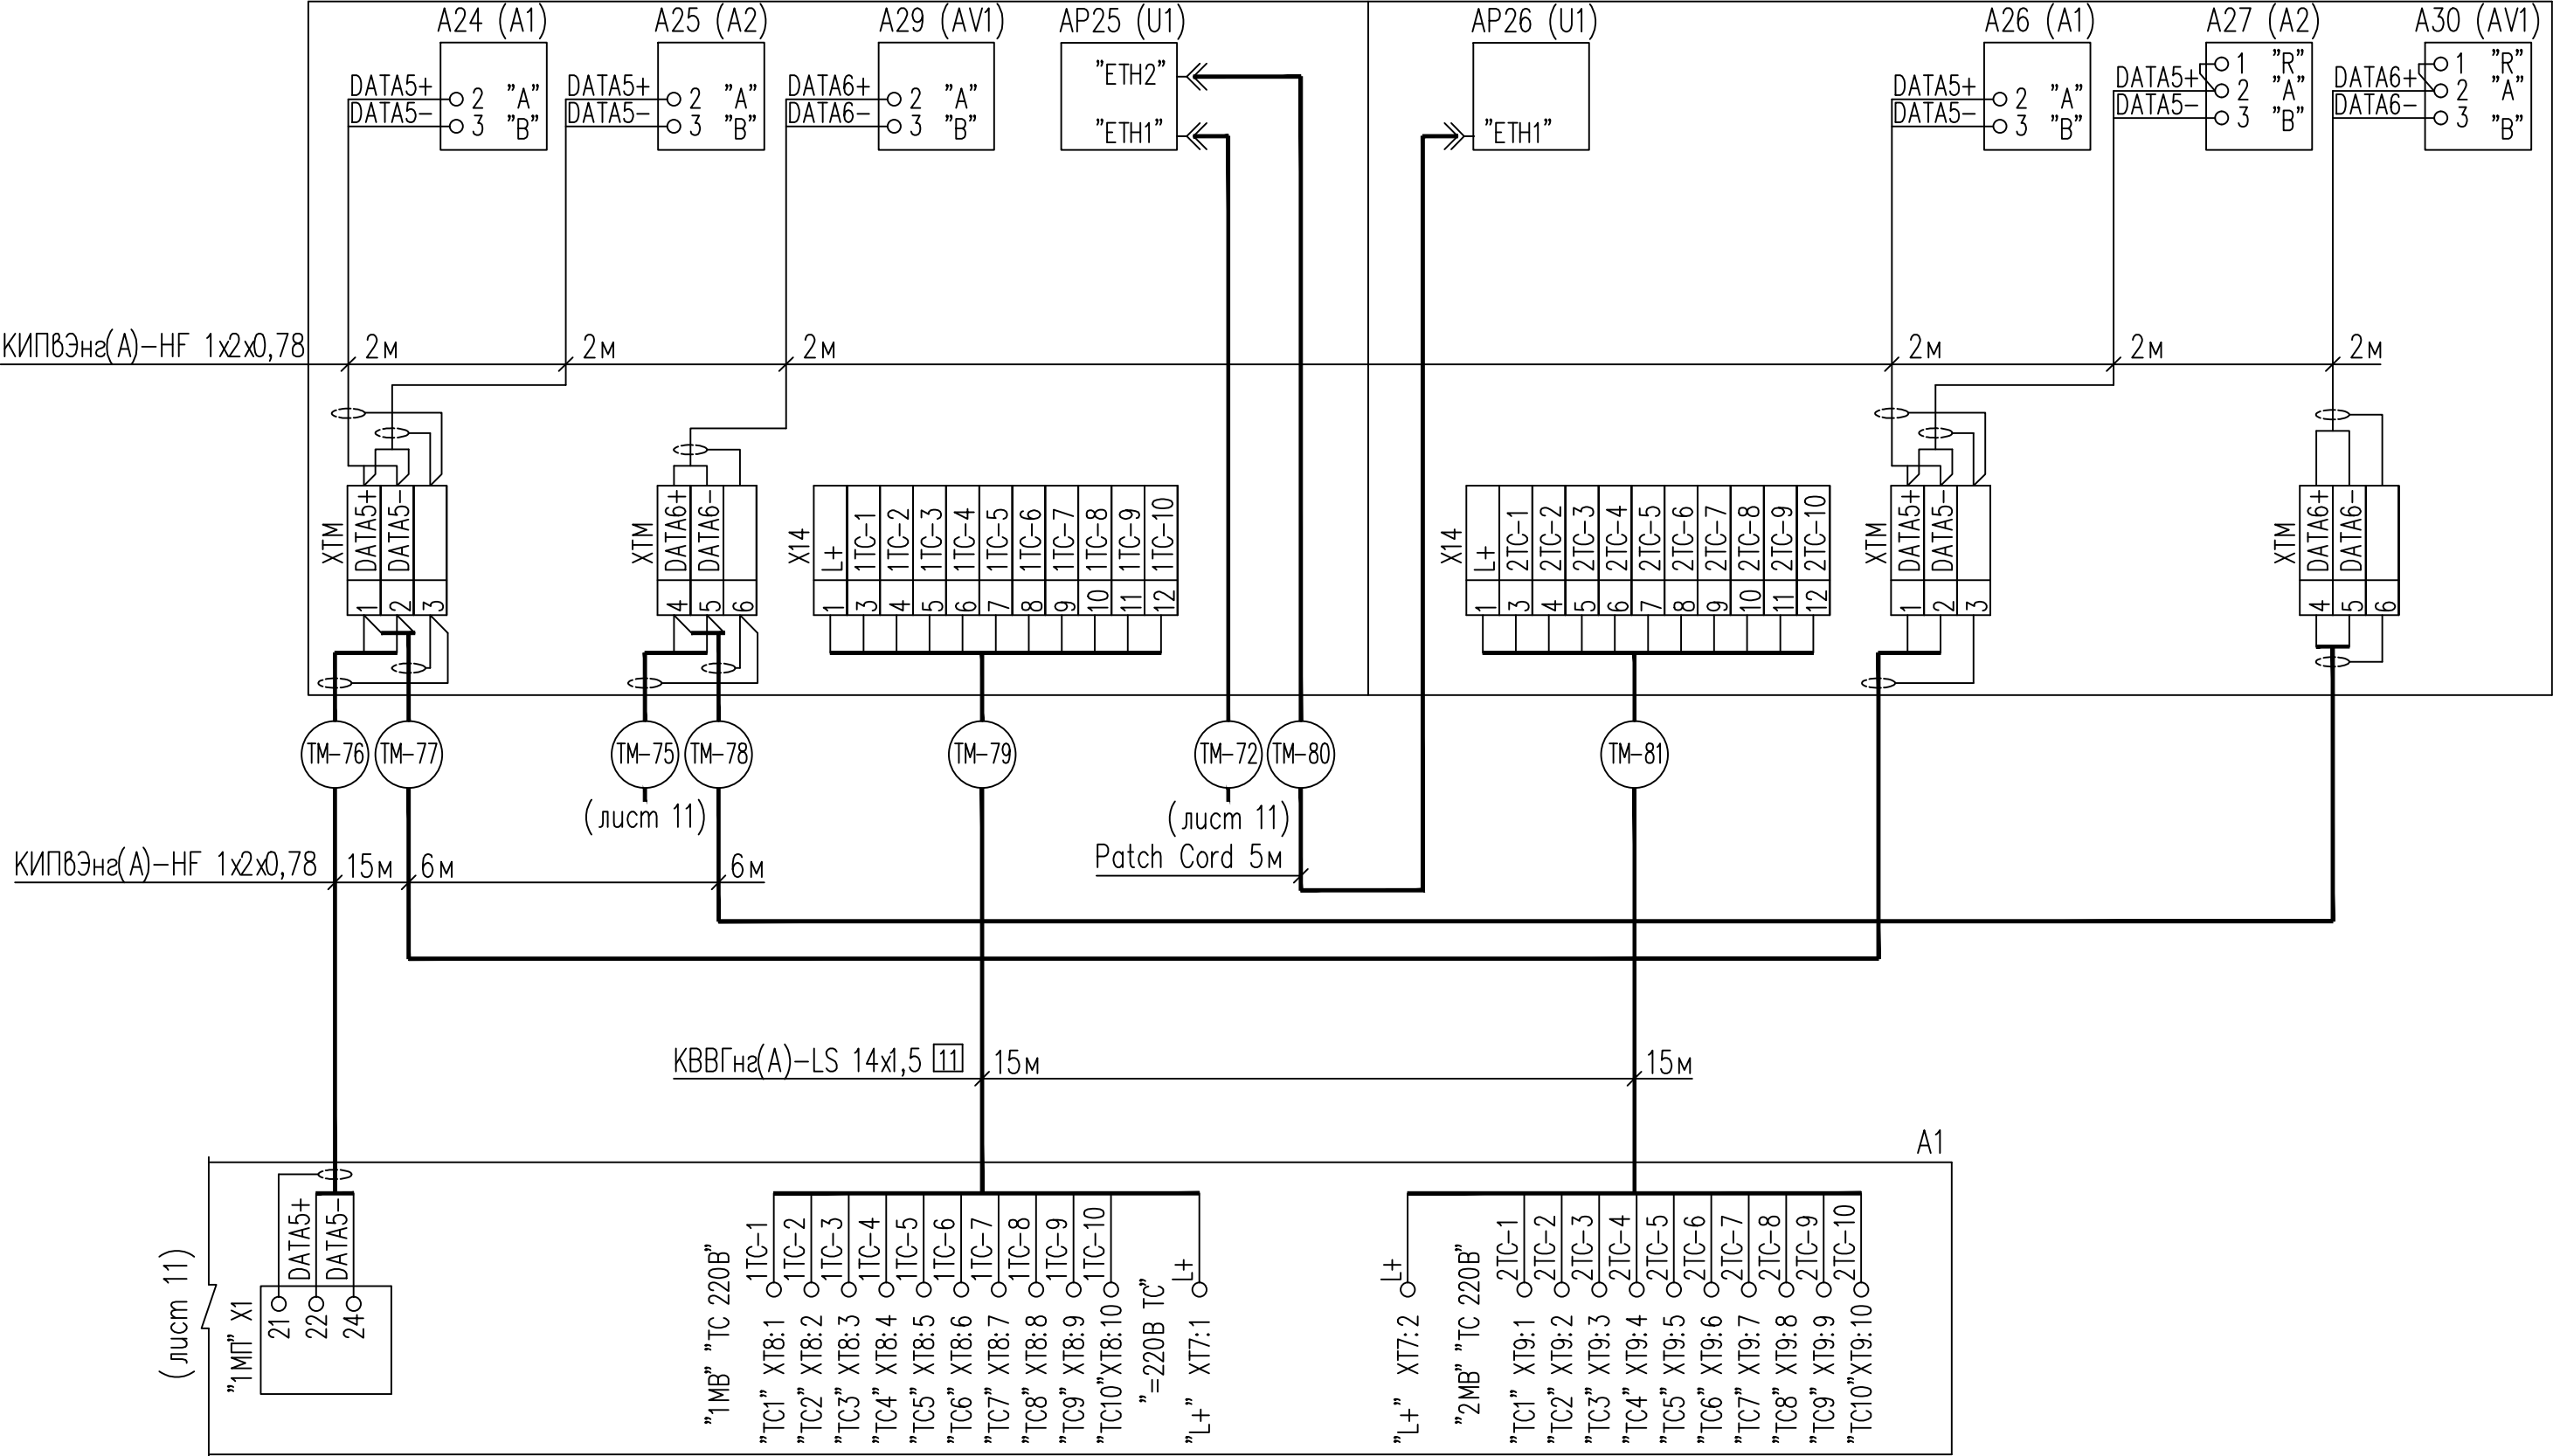 A24 (A1)
A25 (A2)
A29 (AV1)
AP25 (U1)
AP26 (U1)
A26 (A1)
A27 (A2)
A30 (AV1)
DATA5+
DATA5-
2 "A"
3 "B"
DATA5+
DATA5-
2 "A"
3 "B"
DATA6+
DATA6-
2 "A"
3 "B"
"ETH2"
"ETH1"
"ETH1"
DATA5+
DATA5-
2 "A"
3 "B"
DATA5+
DATA5-
1 "R"
2 "A"
3 "B"
DATA6+
DATA6-
1 "R"
2 "A"
3 "B"
КИПвЭнг(А)-HF 1x2x0,78
2м
2м
2м
2м
2м
2м
XTM
DATA5+
DATA5-
1
2
3
XTM
DATA6+
DATA6-
4
5
6
X14
L+
1TC-1
1TC-2
1TC-3
1TC-4
1TC-5
1TC-6
1TC-7
1TC-8
1TC-9
1TC-10
1
3
4
5
6
7
8
9
10
11
12
X14
L+
2TC-1
2TC-2
2TC-3
2TC-4
2TC-5
2TC-6
2TC-7
2TC-8
2TC-9
2TC-10
1
3
4
5
6
7
8
9
10
11
12
XTM
DATA5+
DATA5-
1
2
3
XTM
DATA6+
DATA6-
4
5
6
TM-76
TM-77
TM-75
TM-78
TM-79
TM-72
TM-80
TM-81
(лист 11)
(лист 11)
Patch Cord 5м
КИПвЭнг(А)-HF 1x2x0,78
15м
6м
6м
КВВГнг(А)-LS 14x1,5 11
15м
15м
A1
(лист 11)
"1МП" X1
DATA5+
DATA5-
21
22
24
"1МВ" "ТС 220В"
1TC-1
1TC-2
1TC-3
1TC-4
1TC-5
1TC-6
1TC-7
1TC-8
1TC-9
1TC-10
"TC1" XT8:1
"TC2" XT8:2
"TC3" XT8:3
"TC4" XT8:4
"TC5" XT8:5
"TC6" XT8:6
"TC7" XT8:7
"TC8" XT8:8
"TC9" XT8:9
"TC10" XT8:10
"=220В ТС"
L+
"L+" XT7:1
L+
"L+" XT7:2
"2МВ" "ТС 220В"
2TC-1
2TC-2
2TC-3
2TC-4
2TC-5
2TC-6
2TC-7
2TC-8
2TC-9
2TC-10
"TC1" XT9:1
"TC2" XT9:2
"TC3" XT9:3
"TC4" XT9:4
"TC5" XT9:5
"TC6" XT9:6
"TC7" XT9:7
"TC8" XT9:8
"TC9" XT9:9
"TC10" XT9:10